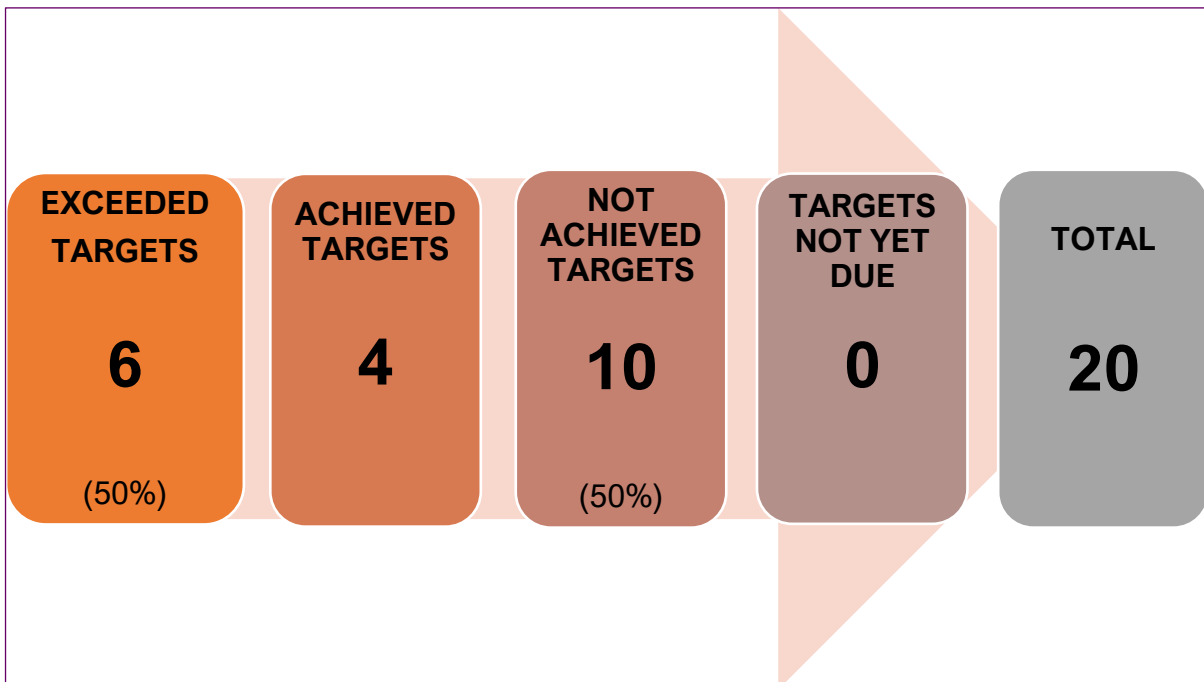 EXCEEDED
TARGETS
6
(50%)
ACHIEVED
TARGETS
4
NOT
ACHIEVED
TARGETS
10
(50%)
TARGETS
NOT YET
DUE
0
TOTAL
20